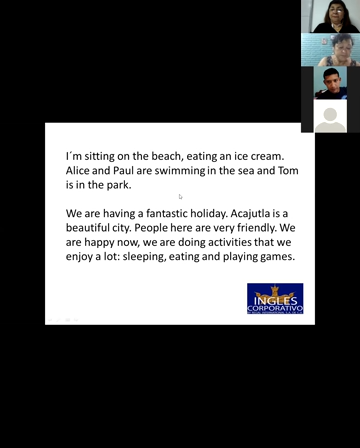 I´m sitting on the beach, eating an ice cream.
Alice and Paul are swimming in the sea and Tom
is in the park.
We are having a fantastic holiday. Acajutla is a
beautiful city. People here are very friendly. We
are happy now, we are doing activities that we
enjoy a lot: sleeping, eating and playing games.
INGLES
CORPORATIVO